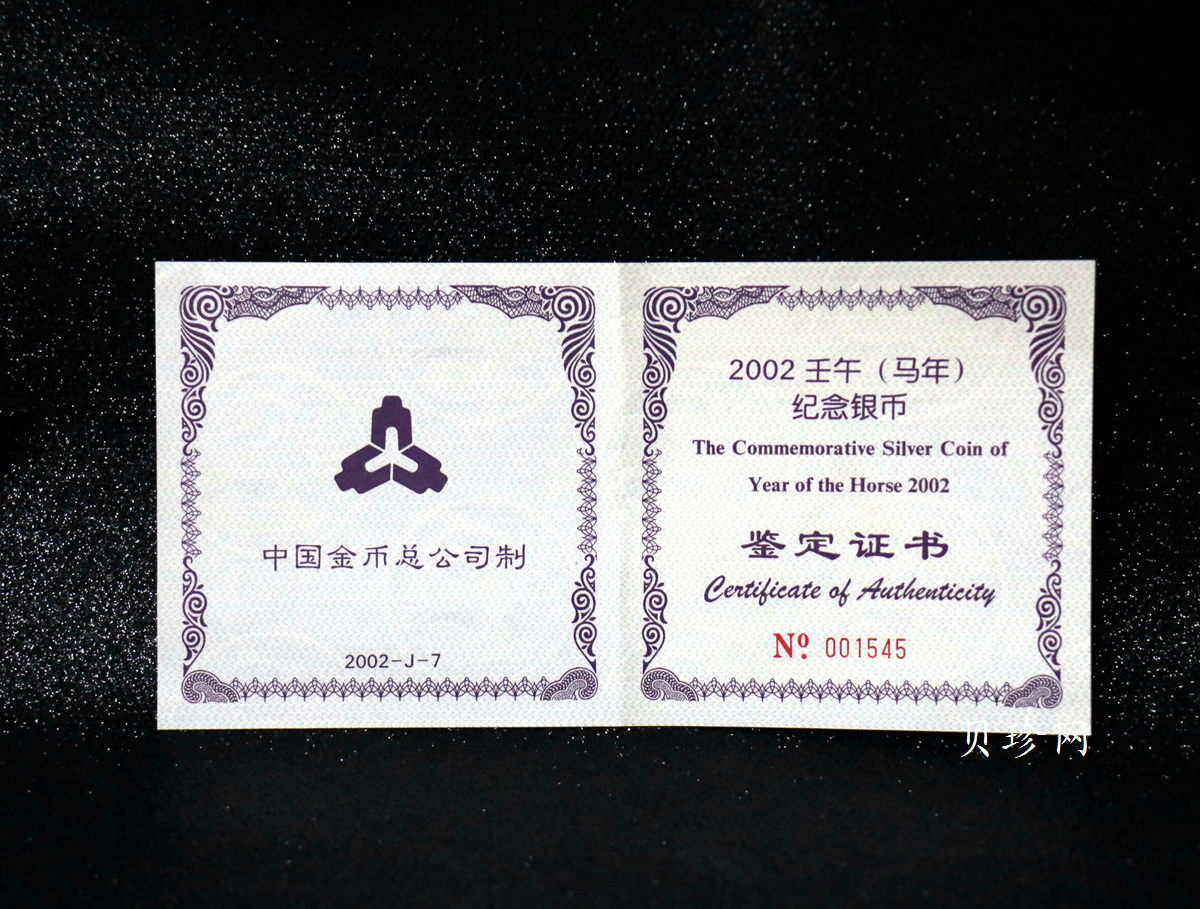 中国金币总公司制
2002-J-7
2002 壬午（马年）
纪念银币
The Commemorative Silver Coin of
Year of the Horse 2002
鉴定证书
Certificate of Authenticity
Nº. 001545
贝珍网